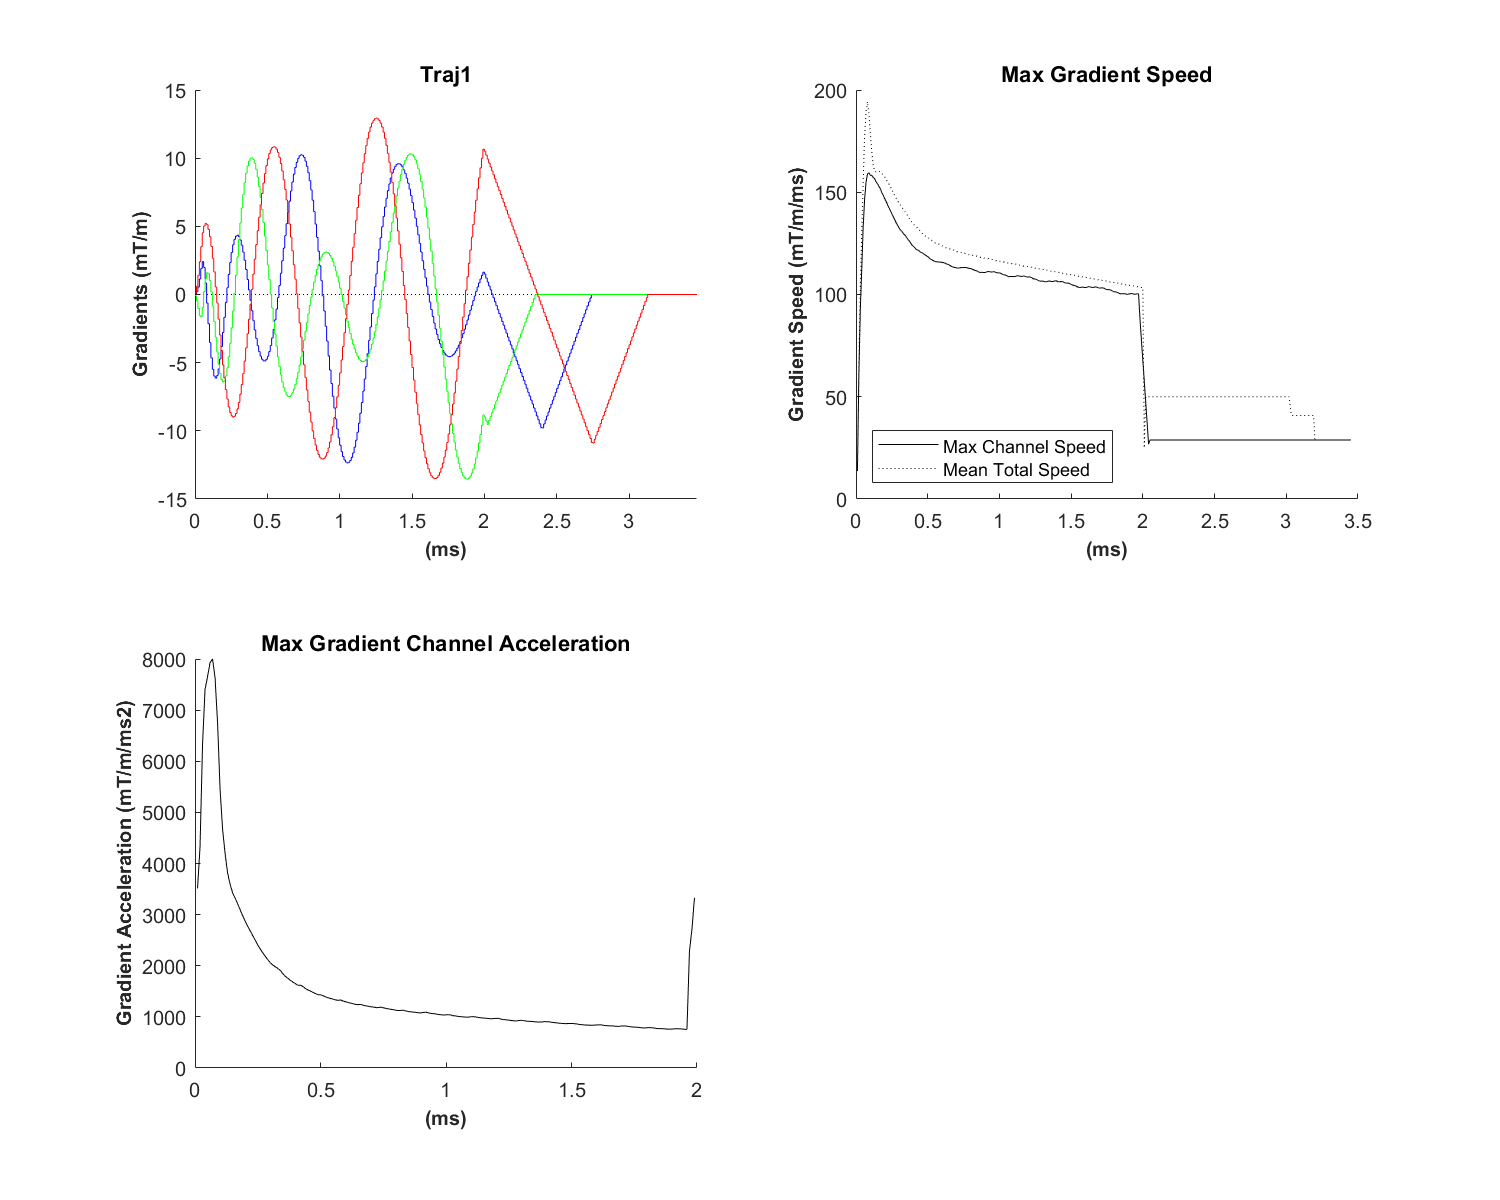 Traj1
Gradients (mT/m)
15
10
5
0
-5
-10
-15
0 0.5 1 1.5 2 2.5 3
(ms)
Max Gradient Speed
Gradient Speed (mT/m/ms)
200
150
100
50
0
Max Channel Speed
Mean Total Speed
0 0.5 1 1.5 2 2.5 3 3.5
(ms)
Max Gradient Channel Acceleration
Gradient Acceleration (mT/m/ms2)
8000
7000
6000
5000
4000
3000
2000
1000
0
0 0.5 1 1.5 2
(ms)